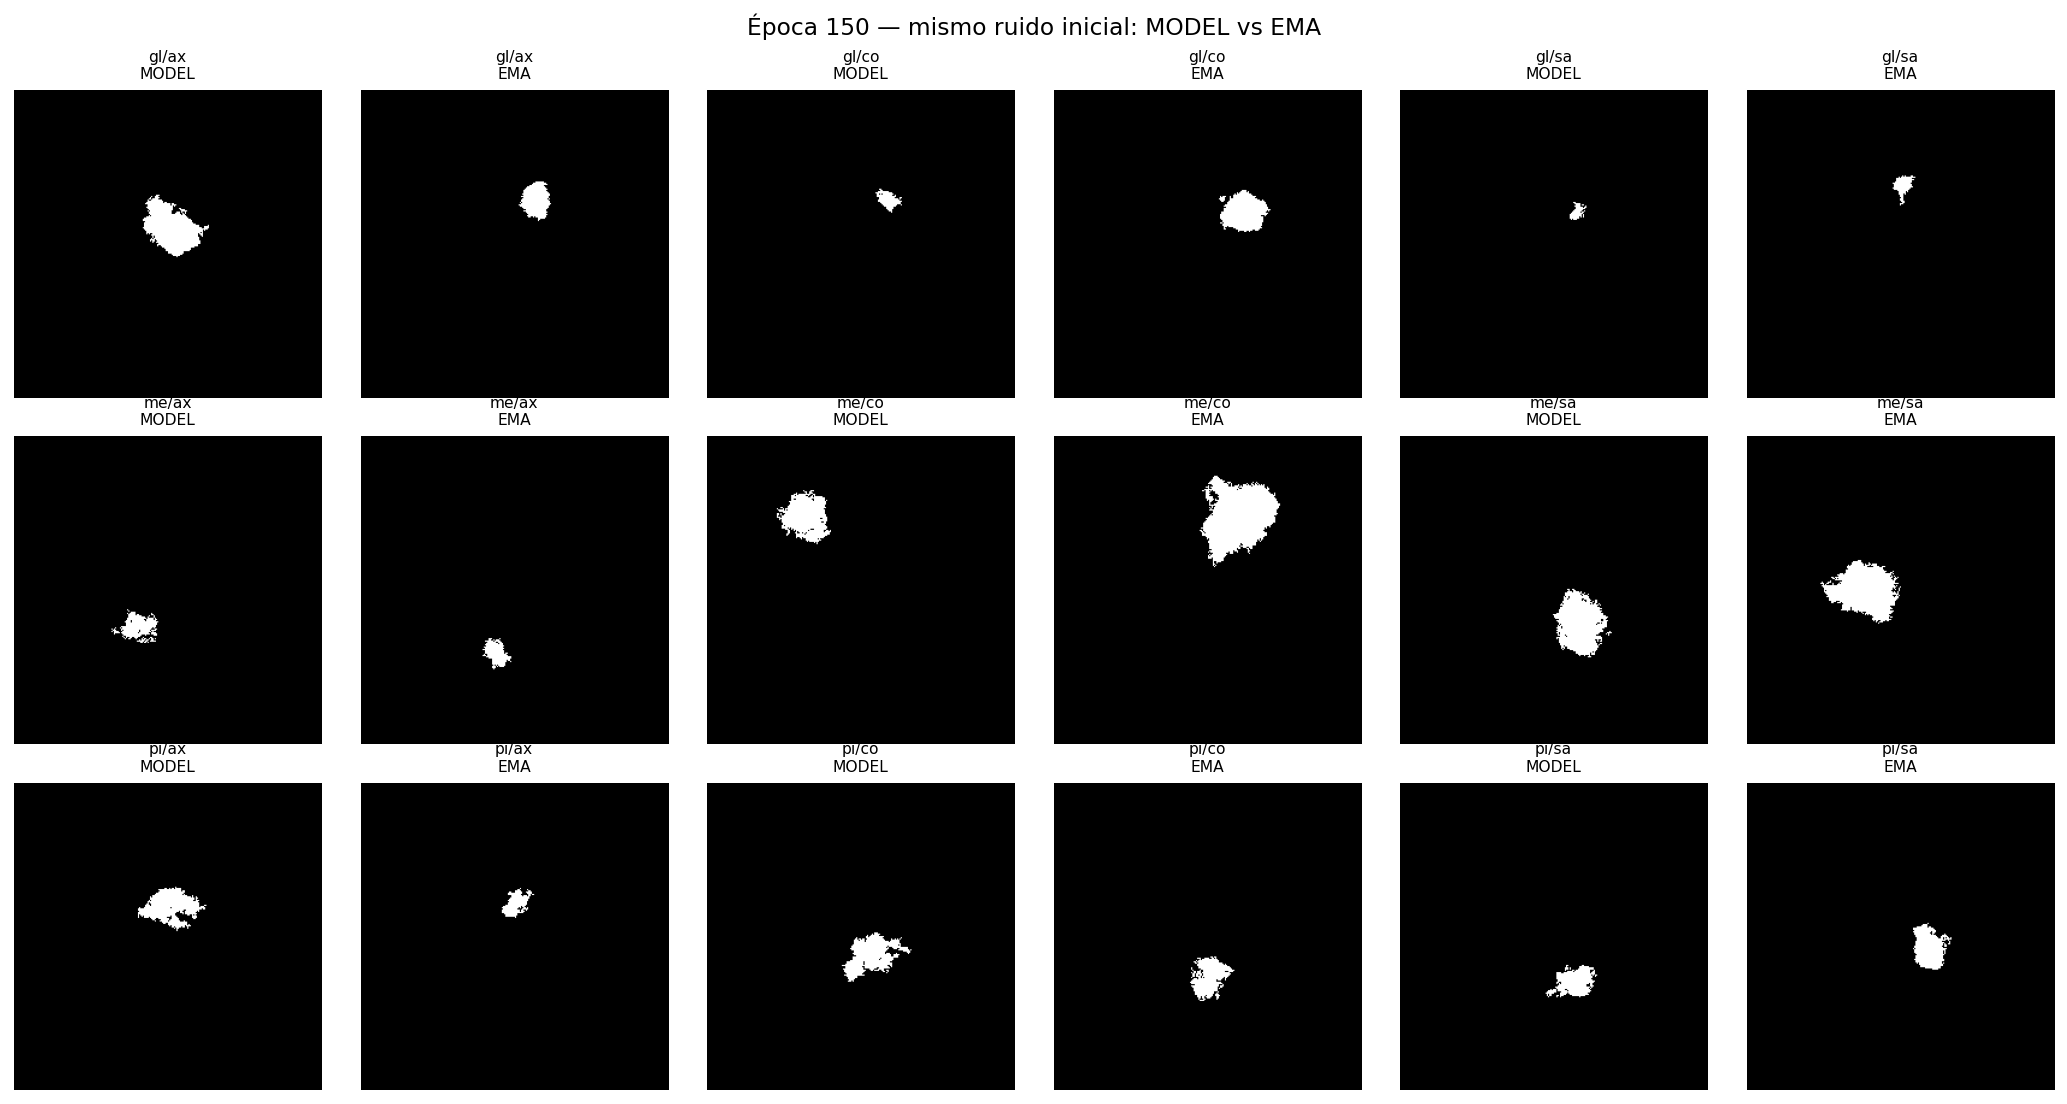 Época 150 — mismo ruido inicial: MODEL vs EMA
gl/ax
MODEL
gl/ax
EMA
gl/co
MODEL
gl/co
EMA
gl/sa
MODEL
gl/sa
EMA
me/ax
MODEL
me/ax
EMA
me/co
MODEL
me/co
EMA
me/sa
MODEL
me/sa
EMA
pi/ax
MODEL
pi/ax
EMA
pi/co
MODEL
pi/co
EMA
pi/sa
MODEL
pi/sa
EMA